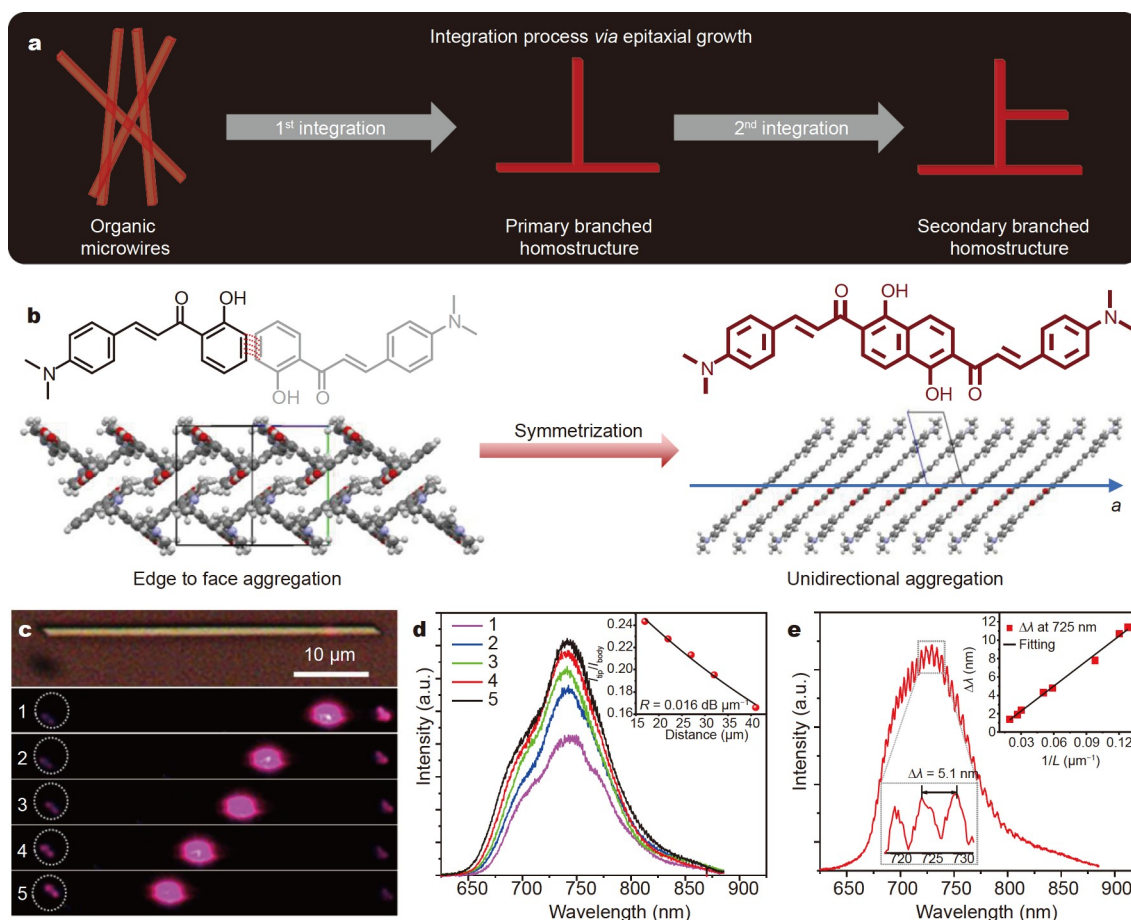 a
Integration process via epitaxial growth
1st integration
2nd integration
Organic
microwires
Primary branched
homostructure
Secondary branched
homostructure
b
O
OH
N
N
OH
O
Symmetrization
O
OH
N
N
OH
O
a
Edge to face aggregation
Unidirectional aggregation
c
10 µm
1
2
3
4
5
d
Intensity (a.u.)
1
2
3
4
5
Itip/Ibody
0.24
0.22
0.20
0.18
0.16
R = 0.016 dB µm−1
15 20 25 30 35 40
Distance (µm)
650 700 750 800 850 900
Wavelength (nm)
e
Intensity (a.u.)
Δλ (nm)
12
10
8
6
4
2
0
Δλ at 725 nm
Fitting
0.03 0.06 0.09 0.12
1/L (µm−1)
Δλ = 5.1 nm
720 725 730
650 700 750 800 850 900
Wavelength (nm)